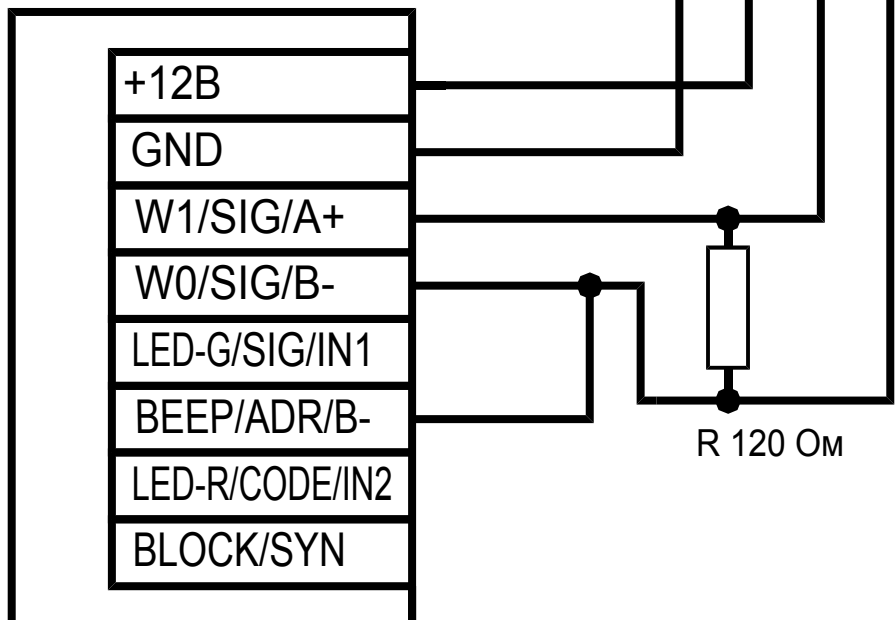 +12В
GND
W1/SIG/A+
W0/SIG/B-
LED-G/SIG/IN1
BEEP/ADR/B-
LED-R/CODE/IN2
BLOCK/SYN
R 120 Ом